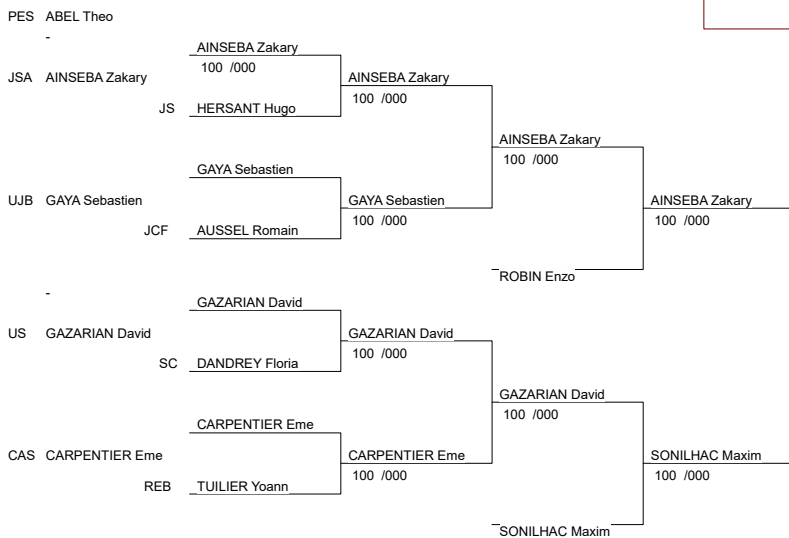 PES ABEL Theo
-
AINSEBA Zakary
100 /000
JSA AINSEBA Zakary
AINSEBA Zakary
100 /000
JS HERSANT Hugo
AINSEBA Zakary
100 /000
GAYA Sebastien
UJB GAYA Sebastien
GAYA Sebastien
100 /000
AINSEBA Zakary
100 /000
JCF AUSSEL Romain
ROBIN Enzo
-
GAZARIAN David
US GAZARIAN David
GAZARIAN David
100 /000
SC DANDREY Floria
GAZARIAN David
100 /000
CARPENTIER Eme
CAS CARPENTIER Eme
CARPENTIER Eme
100 /000
SONILHAC Maxim
100 /000
REB TUILIER Yoann
SONILHAC Maxim